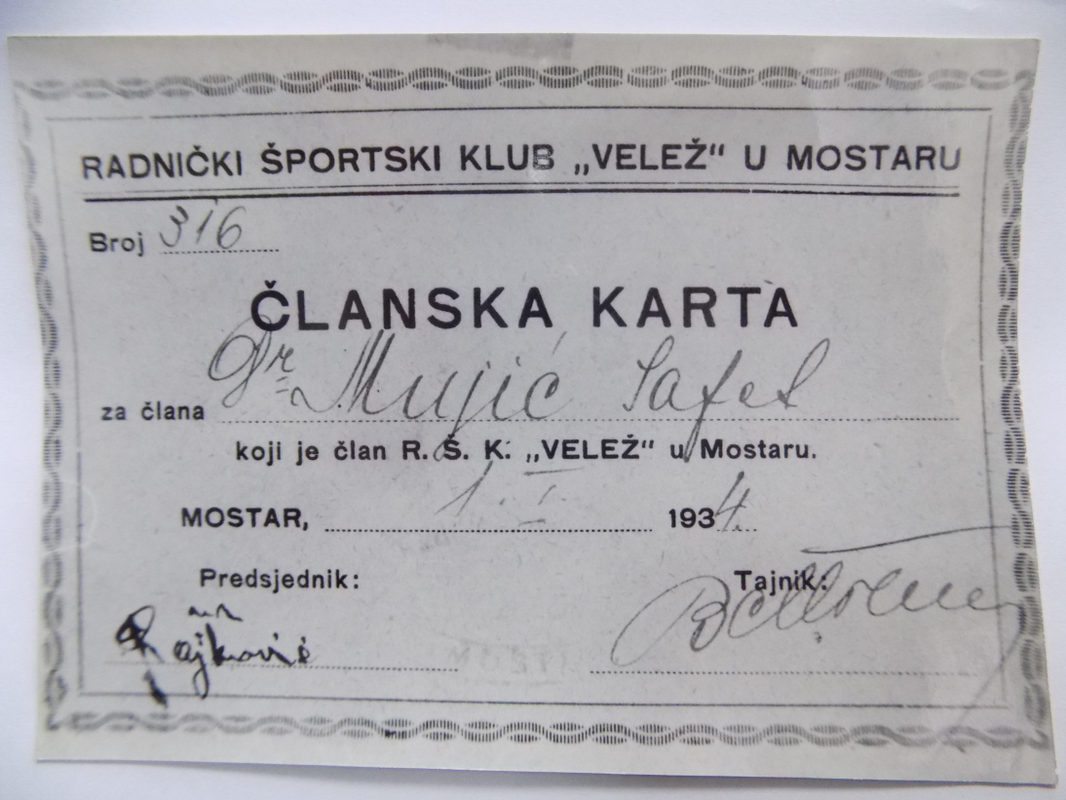 RADNIČKI ŠPORTSKI KLUB „VELEŽ“ U MOSTARU
Broj 316
ČLANSKA KARTA
za člana Dr Mujić Safet
koji je član R. Š. K. „VELEŽ“ u Mostaru.
MOSTAR, 1. I. 1934.
Predsjednik: Tajnik: